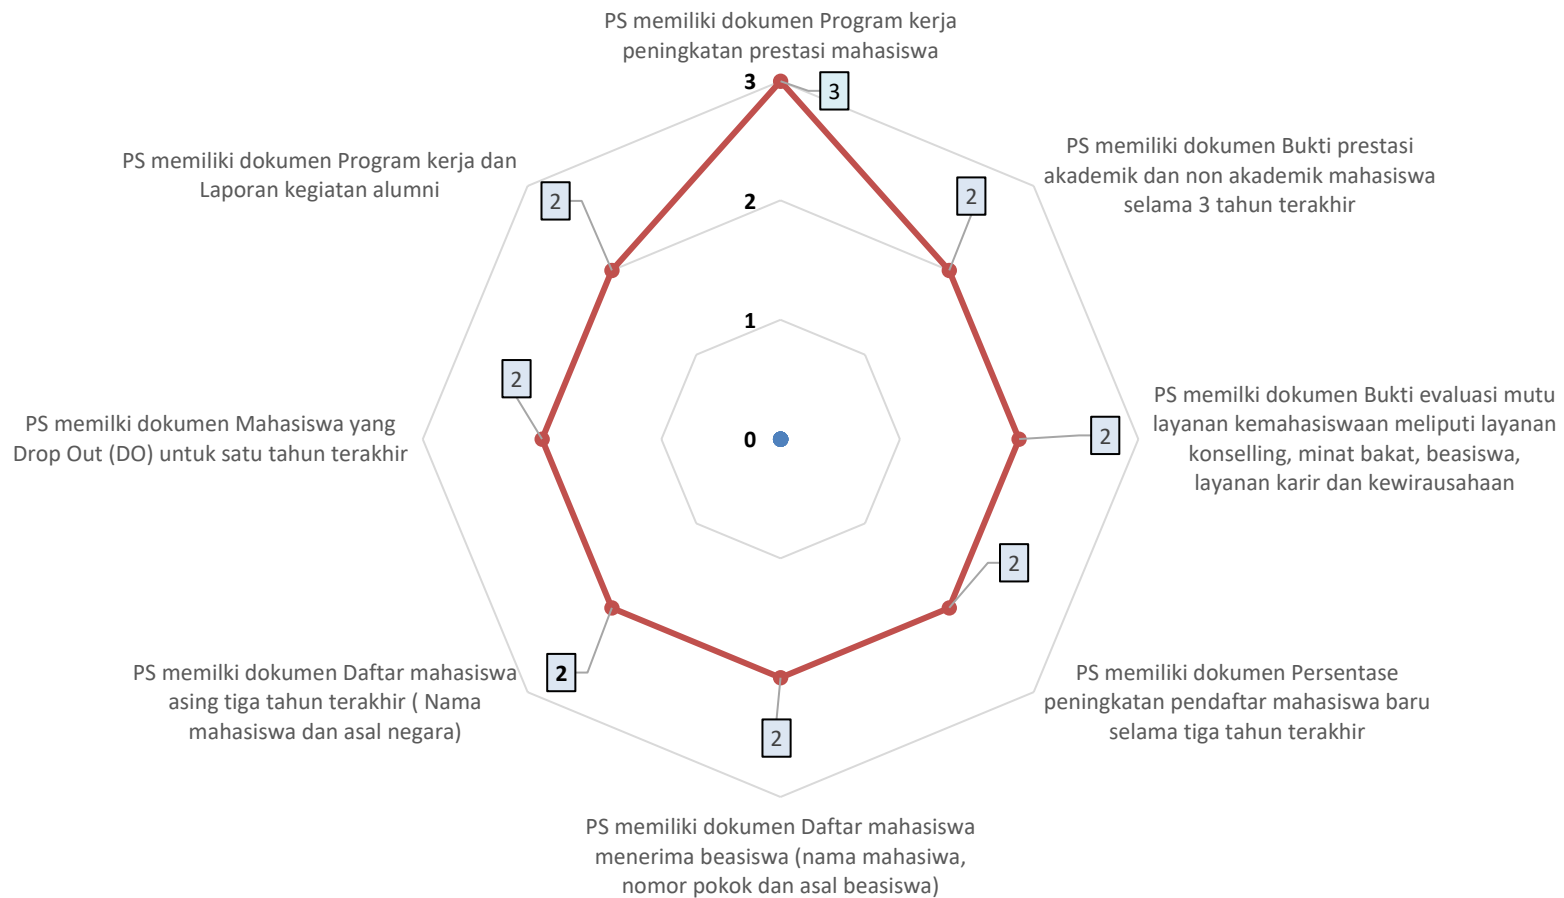 PS memiliki dokumen Program kerja
peningkatan prestasi mahasiswa
3
3
PS memiliki dokumen Bukti prestasi
akademik dan non akademik mahasiswa
selama 3 tahun terakhir
2
PS memilki dokumen Bukti evaluasi mutu
layanan kemahasiswaan meliputi layanan
konselling, minat bakat, beasiswa,
layanan karir dan kewirausahaan
2
PS memiliki dokumen Persentase
peningkatan pendaftar mahasiswa baru
selama tiga tahun terakhir
2
PS memiliki dokumen Daftar mahasiswa
menerima beasiswa (nama mahasiwa,
nomor pokok dan asal beasiswa)
2
PS memilki dokumen Daftar mahasiswa
asing tiga tahun terakhir ( Nama
mahasiswa dan asal negara)
2
PS memilki dokumen Mahasiswa yang
Drop Out (DO) untuk satu tahun terakhir
2
PS memiliki dokumen Program kerja dan
Laporan kegiatan alumni
2
2
1
0